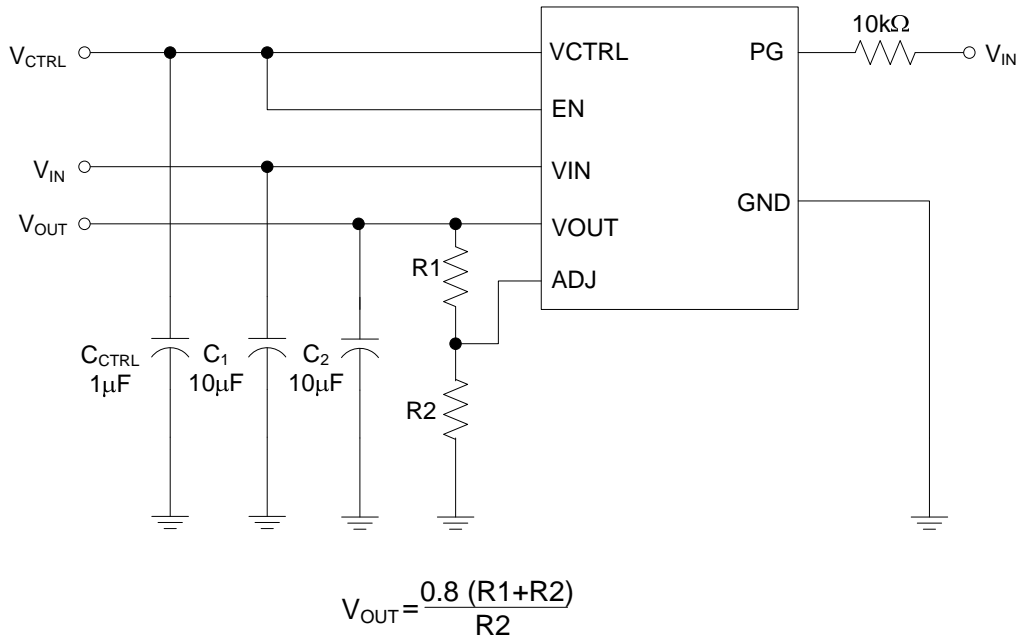 10kΩ
VCTRL
VCTRL
PG
VIN
EN
VIN
VIN
GND
VOUT
VOUT
R1
ADJ
CCTRL
1μF
C1
10μF
C2
10μF
R2
VOUT = 0.8 (R1+R2)
R2